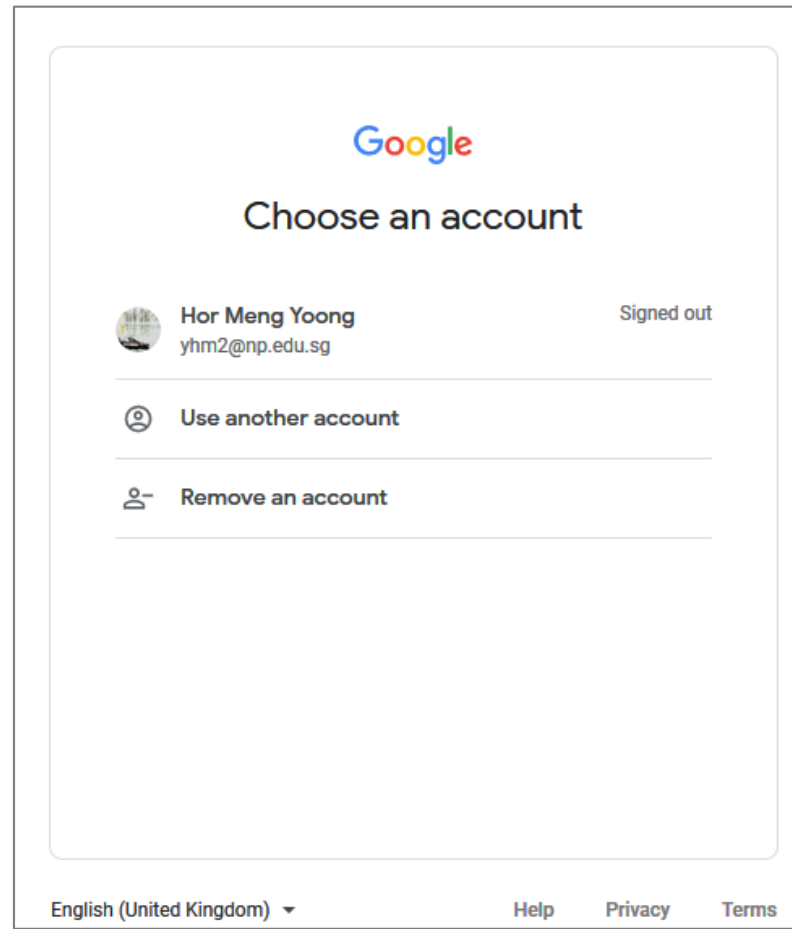 Google
Choose an account
Hor Meng Yoong
Signed out
yhm2@np.edu.sg
Use another account
Remove an account
English (United Kingdom)
Help Privacy Terms